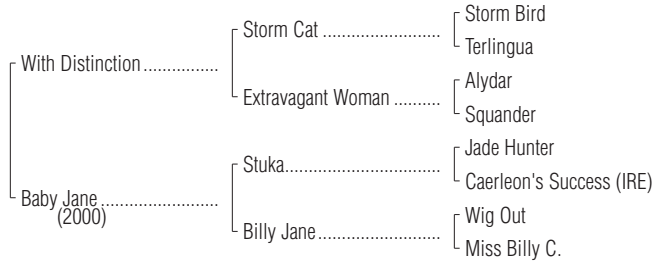 Storm Bird
Storm Cat ........................
Terlingua
With Distinction ...............
Alydar
Extravagant Woman ..........
Squander
Jade Hunter
Stuka ................................
Caerleon's Success (IRE)
Baby Jane ........................
(2000)
Wig Out
Billy Jane .........................
Miss Billy C.